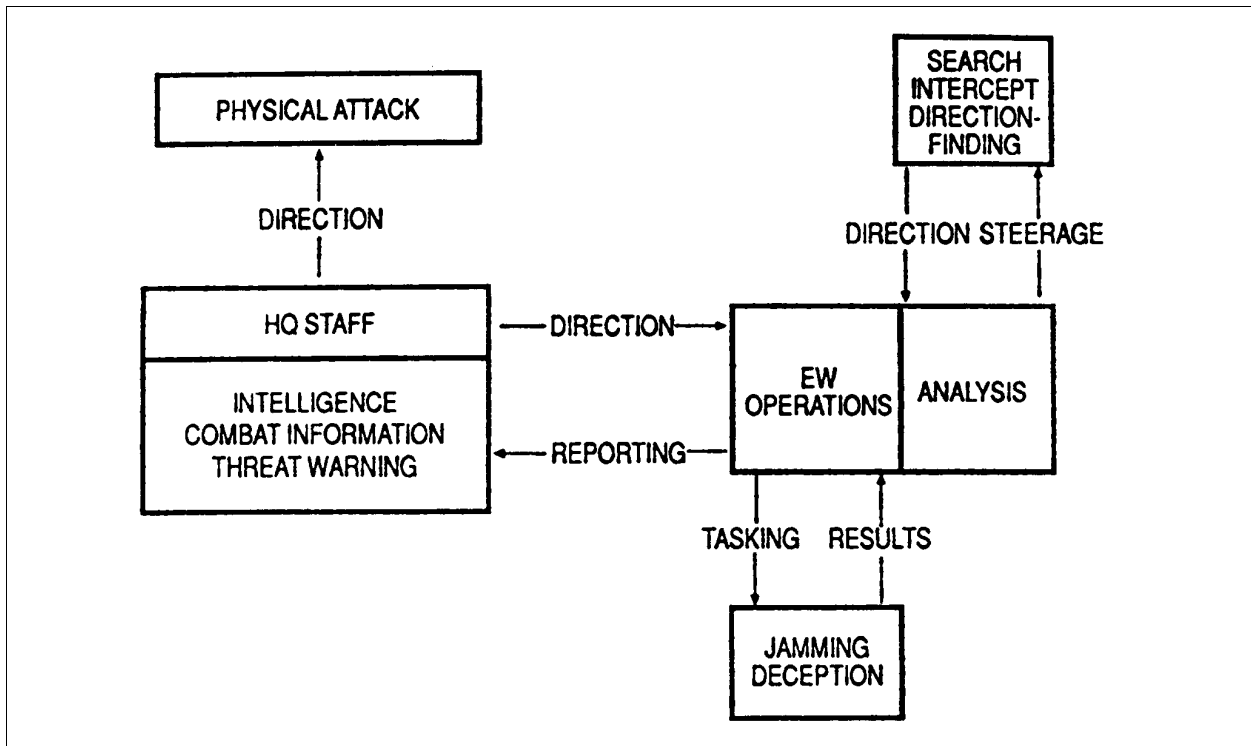 PHYSICAL ATTACK
SEARCH
INTERCEPT
DIRECTION-
FINDING
DIRECTION
DIRECTION STEERAGE
HQ STAFF
DIRECTION
INTELLIGENCE
COMBAT INFORMATION
THREAT WARNING
EW
OPERATIONS
ANALYSIS
REPORTING
TASKING
RESULTS
JAMMING
DECEPTION